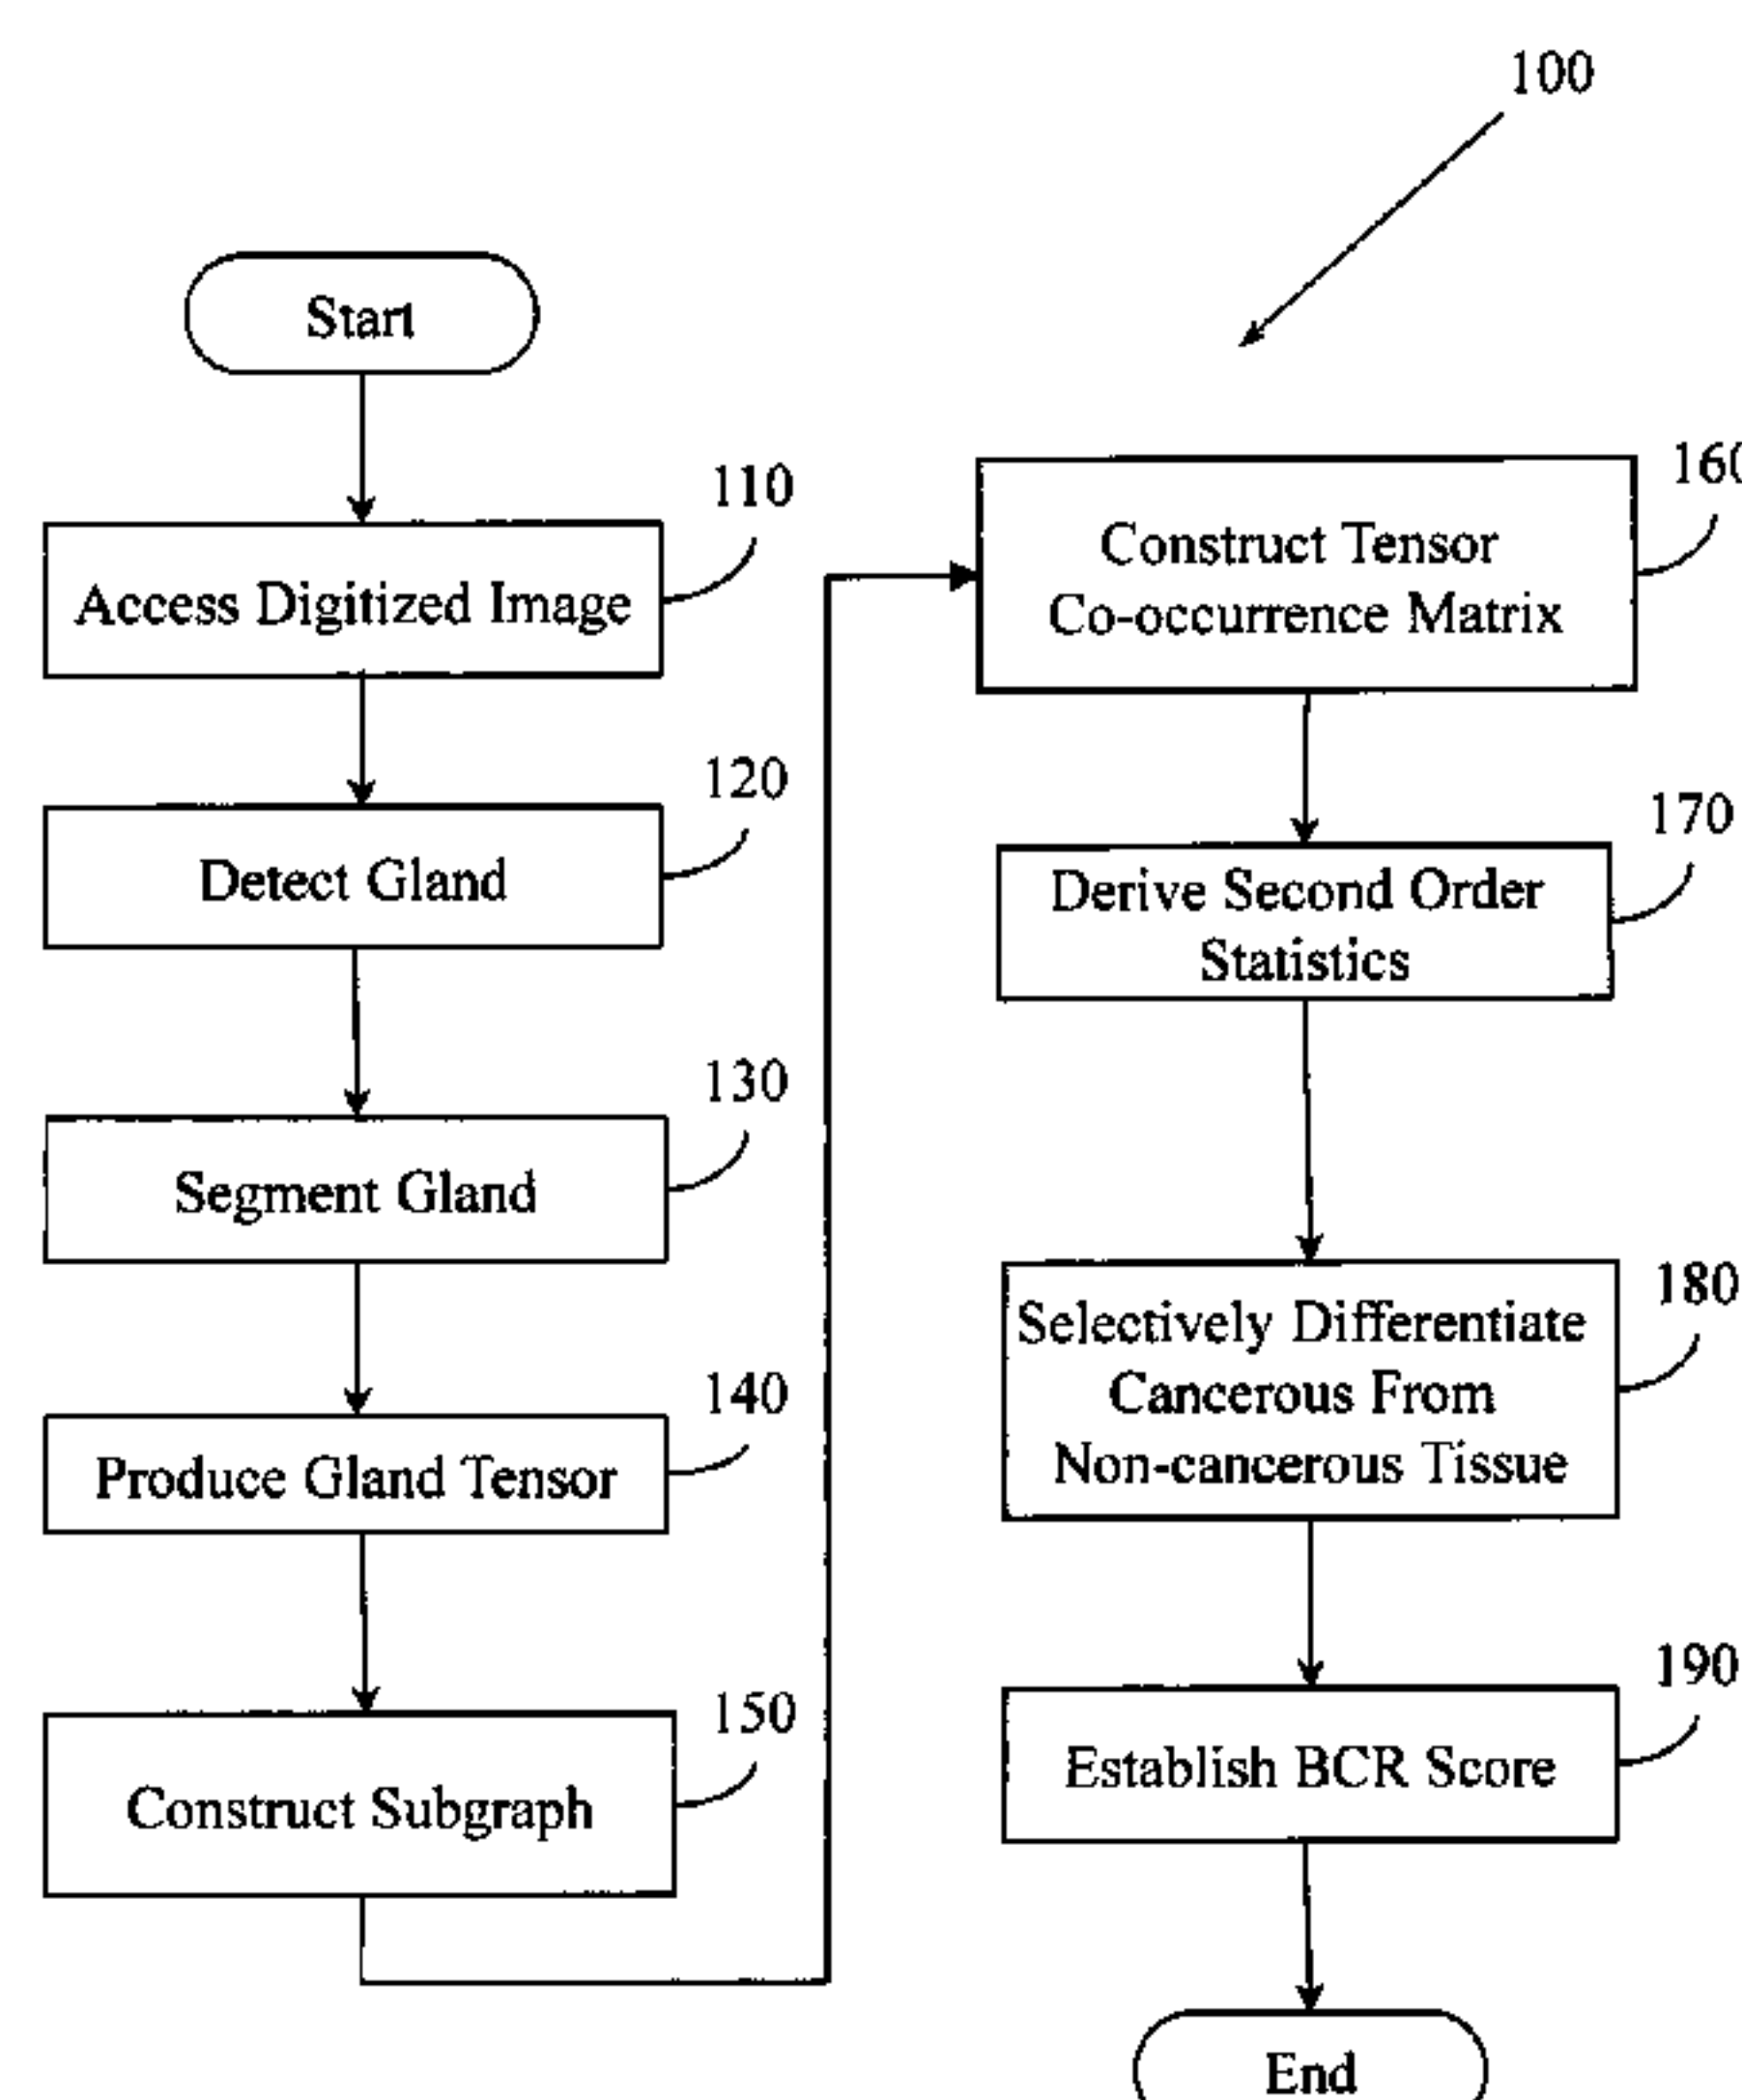 100
Start
110
Access Digitized Image
120
Detect Gland
130
Segment Gland
140
Produce Gland Tensor
150
Construct Subgraph
160
Construct Tensor
Co-occurrence Matrix
170
Derive Second Order
Statistics
180
Selectively Differentiate
Cancerous From
Non-cancerous Tissue
190
Establish BCR Score
End